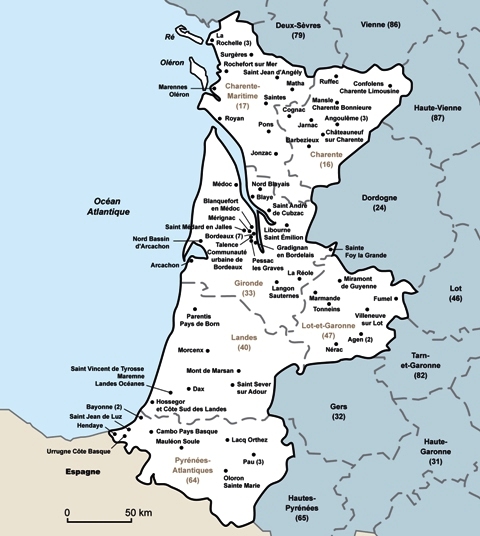 Deux-Sèvres
(79)
Vienne (86)
Ré
La
Rochelle (3)
Surgères
Oléron
Rochefort sur Mer
Saint Jean d'Angély
Ruffec
Confolens
Charente Limousine
Marennes
Oléron
Charente-
Maritime
(17)
Matha
Saintes
Mansle
Charente Bonnieure
Haute-Vienne
(87)
Cognac
Angoulême (3)
Royan
Pons
Jarnac
Châteauneuf
sur Charente
Barbezieux
Jonzac
Charente
(16)
Médoc
Nord Blayais
Blaye
Dordogne
(24)
Océan
Atlantique
Blanquefort
en Médoc
Saint André
de Cubzac
Mérignac
Saint Médard en Jalles
Libourne
Saint Émilion
Bordeaux (7)
Nord Bassin
d'Arcachon
Talence
Communauté
urbaine de
Bordeaux
Gradignan
en Bordelais
Pessac
les Graves
Sainte
Foy la Grande
Arcachon
La Réole
Miramont
de Guyenne
Gironde
(33)
Langon
Sauternes
Marmande
Tonneins
Fumel
Lot
(46)
Parentis
Pays de Born
Villeneuve
sur Lot
Lot-et-Garonne
(47)
Landes
(40)
Agen (2)
Nérac
Morcenx
Tarn-
et-Garonne
(82)
Saint Vincent de Tyrosse
Maremne
Landes Océanes
Mont de Marsan
Dax
Saint Sever
sur Adour
Hossegor
et Côte Sud des Landes
Gers
(32)
Bayonne (2)
Saint Jean de Luz
Hendaye
Cambo Pays Basque
Mauléon Soule
Lacq Orthez
Haute-
Garonne
(31)
Urrugne Côte Basque
Pau (3)
Espagne
Pyrénées-
Atlantiques
(64)
Oloron
Sainte Marie
Hautes-
Pyrénées
(65)
0
50 km